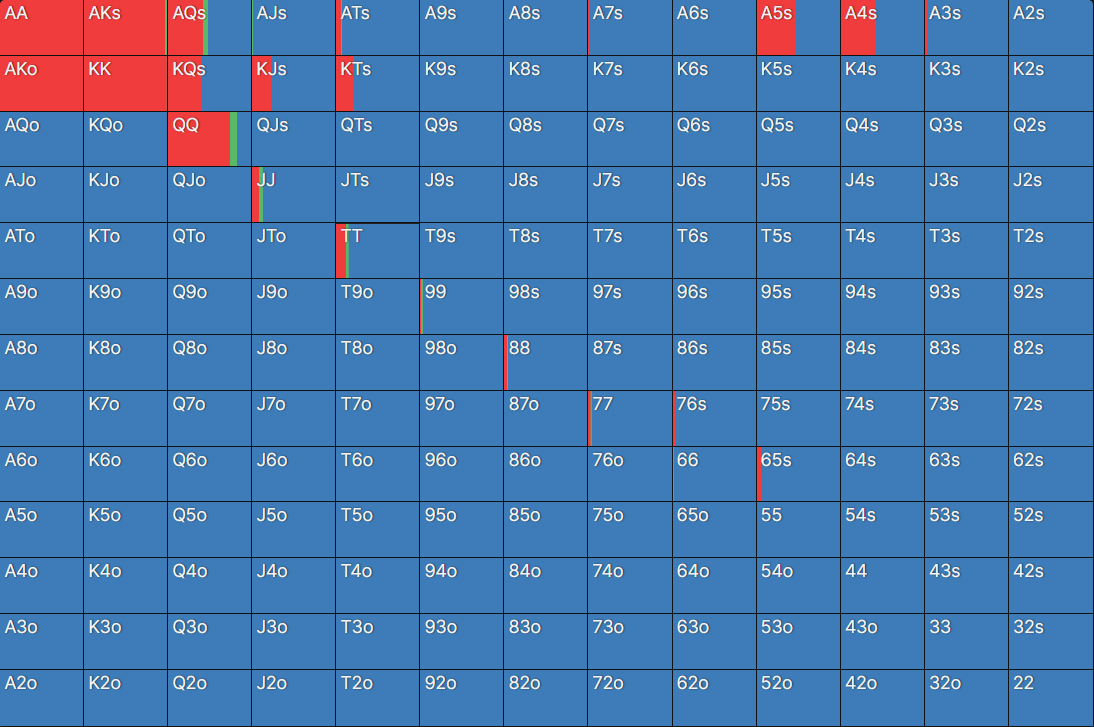 AA AKs AQs AJs ATs A9s A8s A7s A6s A5s A4s A3s A2s
AKo KK KQs KJs KTs K9s K8s K7s K6s K5s K4s K3s K2s
AQo KQo QQ QJs QTs Q9s Q8s Q7s Q6s Q5s Q4s Q3s Q2s
AJo KJo QJo JJ JTs J9s J8s J7s J6s J5s J4s J3s J2s
ATo KTo QTo JTo TT T9s T8s T7s T6s T5s T4s T3s T2s
A9o K9o Q9o J9o T9o 99 98s 97s 96s 95s 94s 93s 92s
A8o K8o Q8o J8o T8o 98o 88 87s 86s 85s 84s 83s 82s
A7o K7o Q7o J7o T7o 97o 87o 77 76s 75s 74s 73s 72s
A6o K6o Q6o J6o T6o 96o 86o 76o 66 65s 64s 63s 62s
A5o K5o Q5o J5o T5o 95o 85o 75o 65o 55 54s 53s 52s
A4o K4o Q4o J4o T4o 94o 84o 74o 64o 54o 44 43s 42s
A3o K3o Q3o J3o T3o 93o 83o 73o 63o 53o 43o 33 32s
A2o K2o Q2o J2o T2o 92o 82o 72o 62o 52o 42o 32o 22